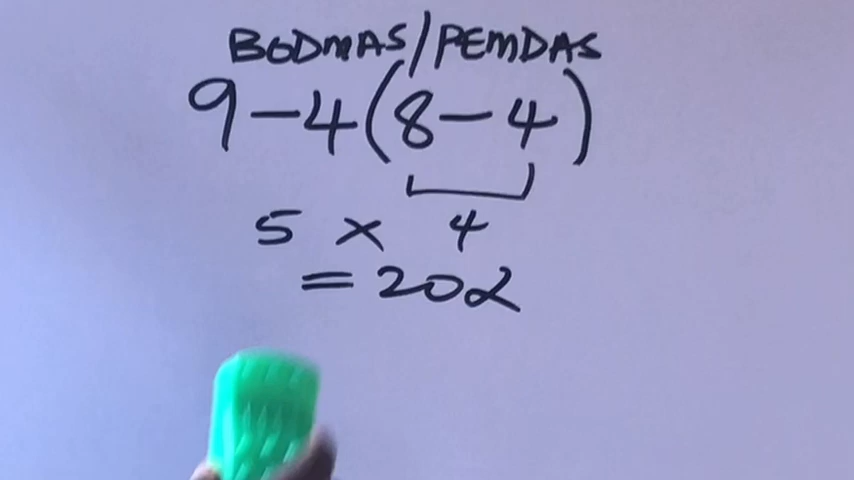 BODMAS/PEMDAS
9-4(8-4)
5 × 4
=20